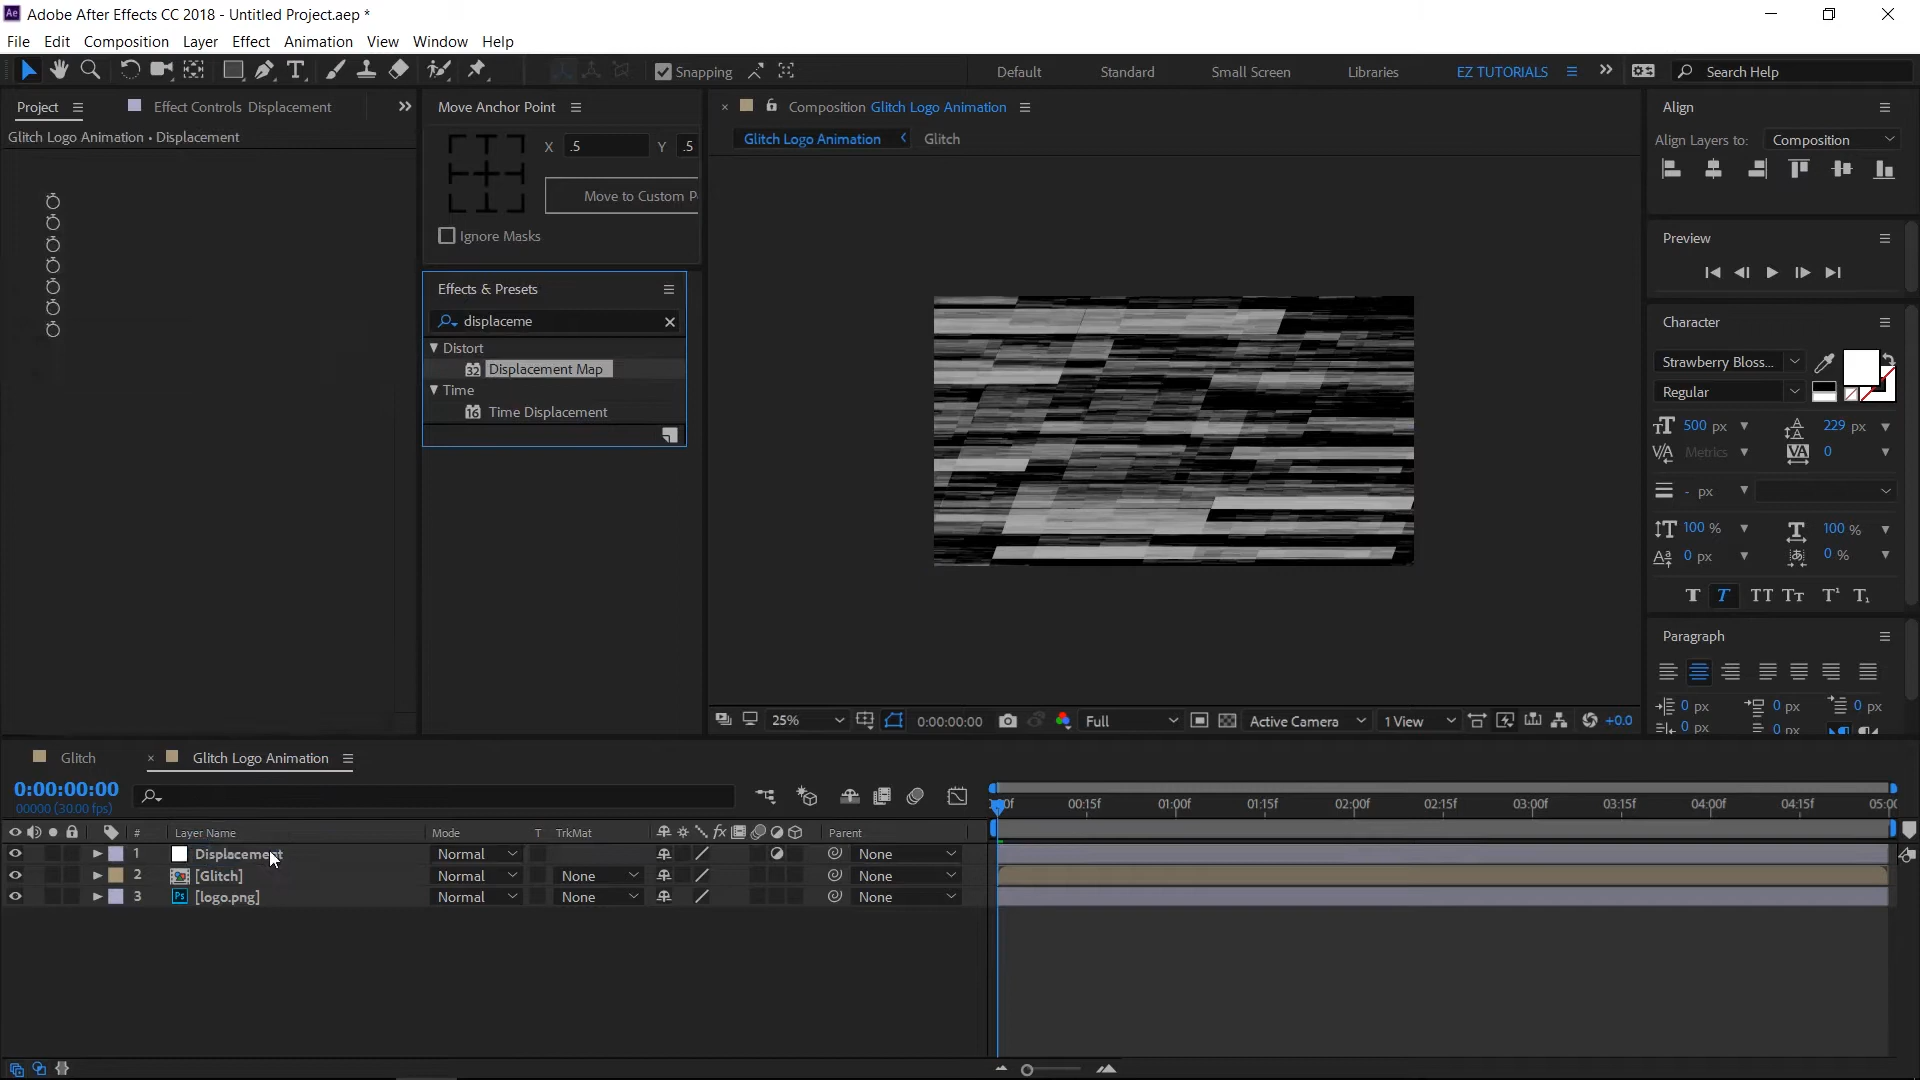 Adobe After Effects CC 2018 - Untitled Project.aep *
File Edit Composition Layer Effect Animation View Window Help
Snapping
Default Standard Small Screen Libraries EZ TUTORIALS Search Help
Project Effect Controls Displacement
Glitch Logo Animation • Displacement
Move Anchor Point
X .5 Y .5
Move to Custom P
Ignore Masks
Effects & Presets
displaceme
Distort
32 Displacement Map
Time
16 Time Displacement
Composition Glitch Logo Animation
Glitch Logo Animation Glitch
25% 0:00:00:00 Full Active Camera 1 View +0.0
Align
Align Layers to: Composition
Preview
Character
Strawberry Bloss...
Regular
500 px 229 px
Metrics 0
- px
100 % 100 %
0 px 0 %
Paragraph
0 px 0 px 0 px
0 px 0 px
Glitch Glitch Logo Animation
0:00:00:00
00000 (30.00 fps)
00:15f 01:00f 01:15f 02:00f 02:15f 03:00f 03:15f 04:00f 04:15f
# Layer Name Mode T TrkMat Parent
1 Displacement Normal None
2 [Glitch] Normal None None
3 [logo.png] Normal None None